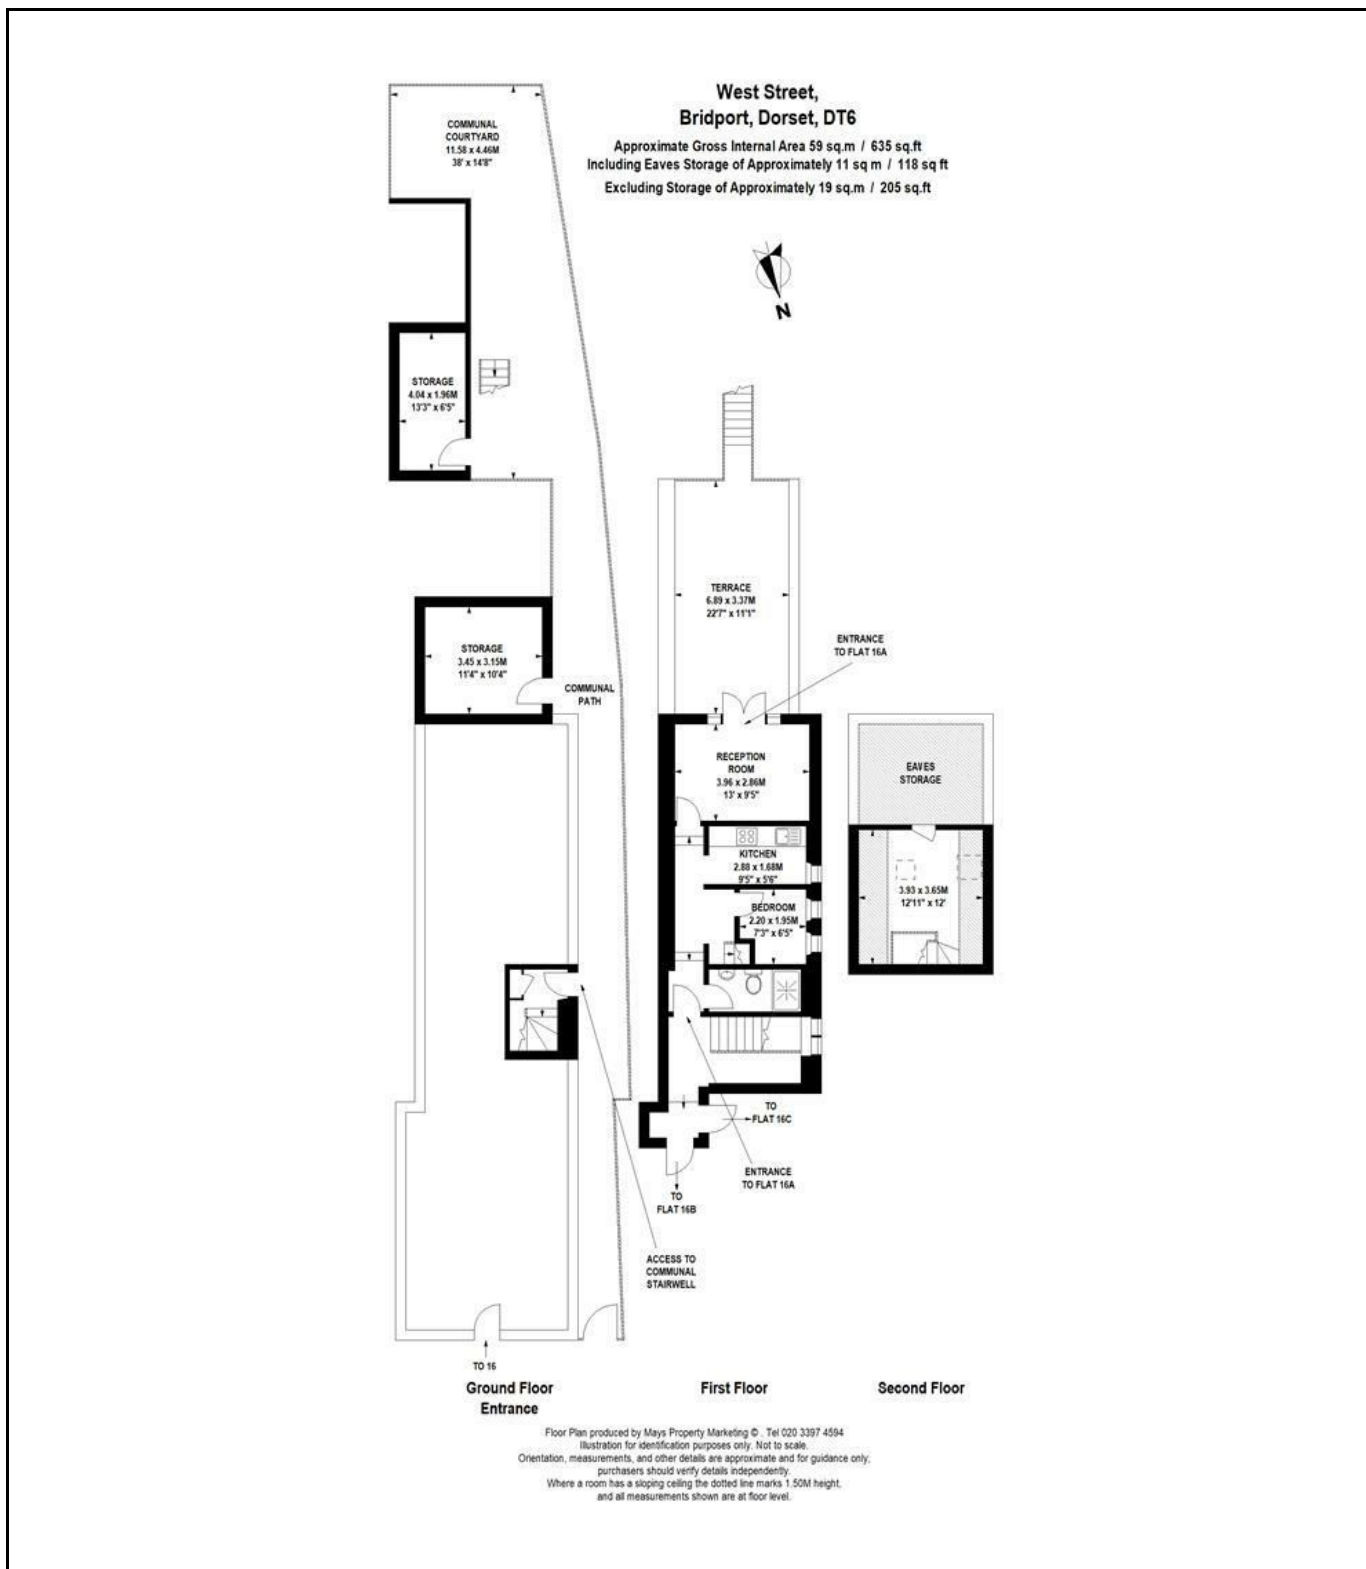 West Street,
Bridport, Dorset, DT6
Approximate Gross Internal Area 59 sq.m / 635 sq.ft
Including Eaves Storage of Approximately 11 sq m / 118 sq ft
Excluding Storage of Approximately 19 sq.m / 205 sq.ft
N
COMMUNAL
COURTYARD
11.58 x 4.46M
38' x 14'8"
STORAGE
4.04 x 1.96M
13'3" x 6'5"
STORAGE
3.45 x 3.15M
11'4" x 10'4"
COMMUNAL
PATH
ACCESS TO
COMMUNAL
STAIRWELL
TO 16
Ground Floor
Entrance
TERRACE
6.89 x 3.37M
22'7" x 11'1"
ENTRANCE
TO FLAT 16A
RECEPTION
ROOM
3.96 x 2.86M
13' x 9'5"
KITCHEN
2.88 x 1.68M
9'5" x 5'6"
BEDROOM
2.20 x 1.95M
7'3" x 6'5"
TO
FLAT 16C
ENTRANCE
TO FLAT 16A
TO
FLAT 16B
First Floor
EAVES
STORAGE
3.93 x 3.65M
12'11" x 12'
Second Floor
Floor Plan produced by Mays Property Marketing © . Tel 020 3397 4594
Illustration for identification purposes only. Not to scale.
Orientation, measurements, and other details are approximate and for guidance only,
purchasers should verify details independently.
Where a room has a sloping ceiling the dotted line marks 1.50M height,
and all measurements shown are at floor level.